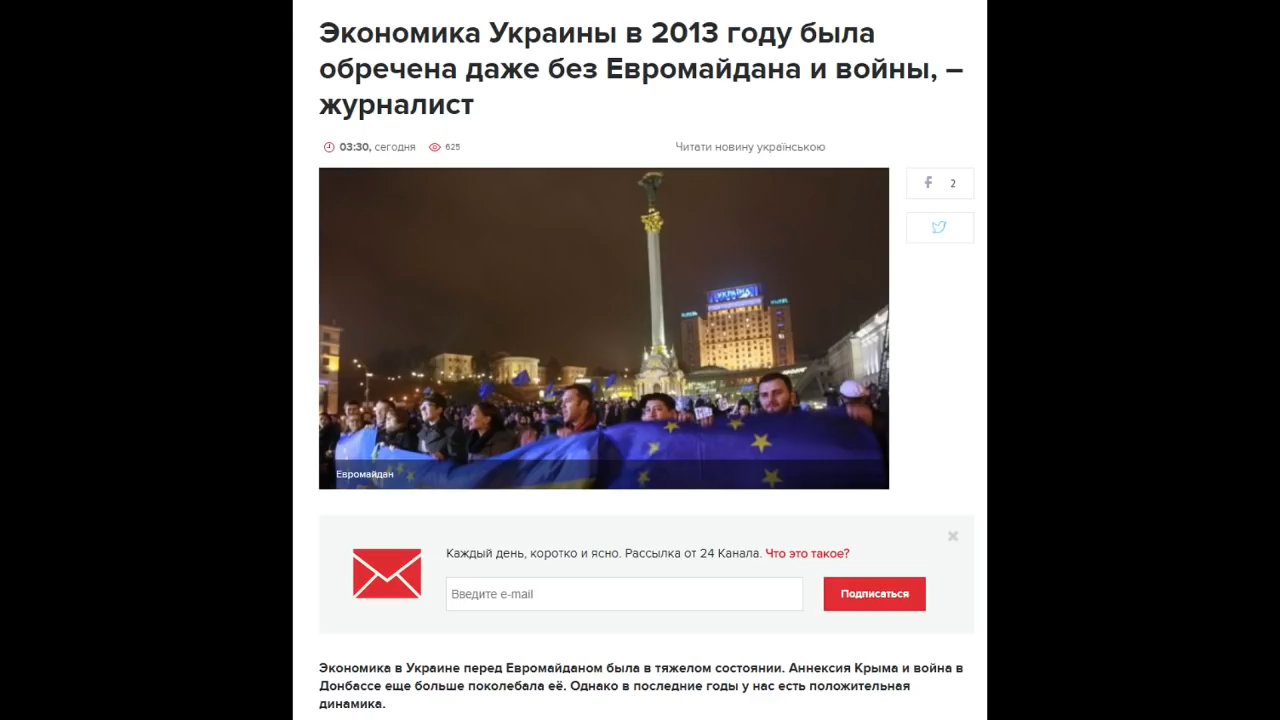 Экономика Украины в 2013 году была
обречена даже без Евромайдана и войны, –
журналист
03:30, сегодня 625 Читати новину українською
2
УКРАЇНА
Евромайдан
Каждый день, коротко и ясно. Рассылка от 24 Канала. Что это такое?
Введите e-mail Подписаться
Экономика в Украине перед Евромайданом была в тяжелом состоянии. Аннексия Крыма и война в
Донбассе еще больше поколебала её. Однако в последние годы у нас есть положительная
динамика.